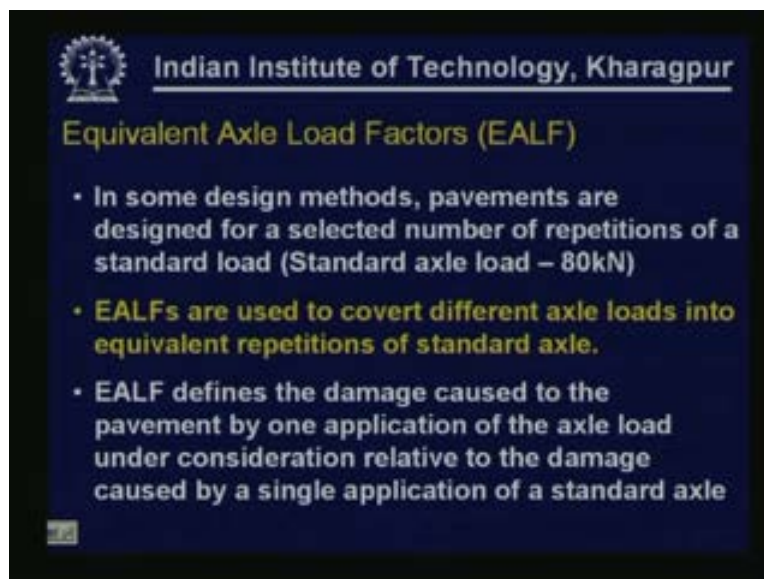 Indian Institute of Technology, Kharagpur
Equivalent Axle Load Factors (EALF)
• In some design methods, pavements are
designed for a selected number of repetitions of a
standard load (Standard axle load – 80kN)
• EALFs are used to covert different axle loads into
equivalent repetitions of standard axle.
• EALF defines the damage caused to the
pavement by one application of the axle load
under consideration relative to the damage
caused by a single application of a standard axle